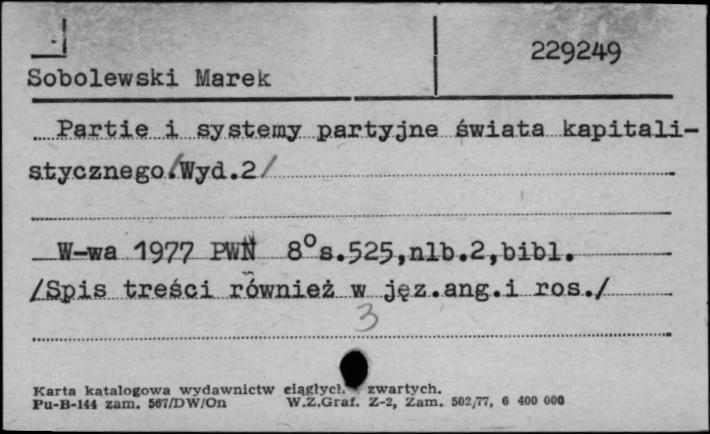 229249
Sobolewski Marek
Partie i systemy partyjne świata kapitali-
stycznego./Wyd.2/
W-wa 1977 PWN 8°s.525,nlb.2,bibl.
/Spis treści również w jęz.ang.i ros./
3
Karta katalogowa wydawnictw ciągłych zwartych.
Pu-B-144 zam. 567/DW/On W.Z.Graf. Z-2, Zam. 502/77, 6 400 000